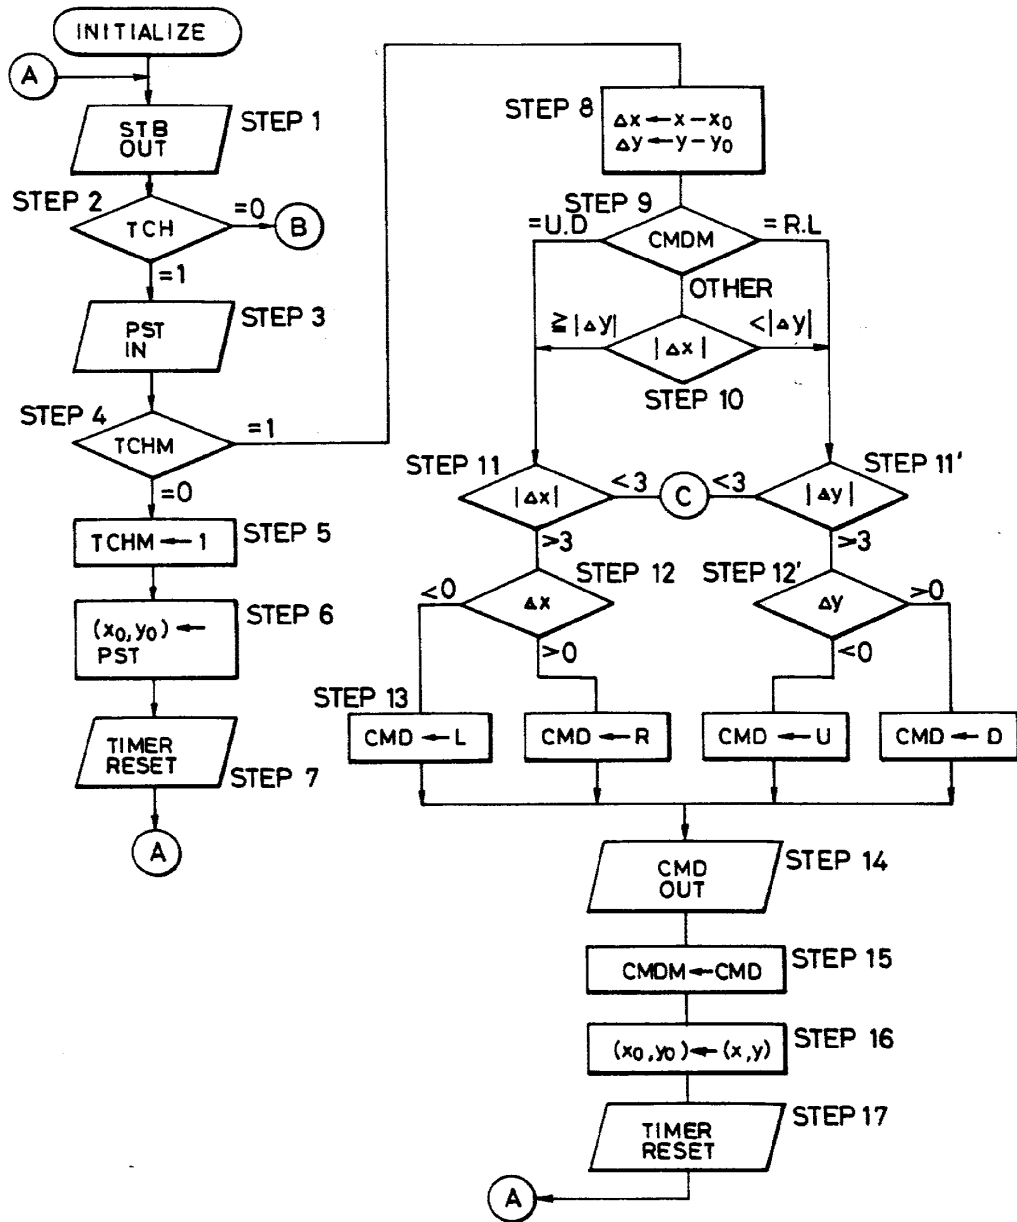 INITIALIZE
A
STB
OUT
STEP 1
STEP 2
TCH
=0
B
=1
PST
IN
STEP 3
STEP 4
TCHM
=1
=0
TCHM ← 1
STEP 5
(x₀, y₀) ←
PST
STEP 6
TIMER
RESET
STEP 7
A
STEP 8
Δx ← x − x₀
Δy ← y − y₀
STEP 9
=U.D
CMDM
=R.L
OTHER
≧|Δy|
<|Δy|
|Δx|
STEP 10
STEP 11
|Δx|
<3
C
<3
|Δy|
STEP 11'
>3
>3
<0
Δx
STEP 12
>0
STEP 12'
Δy
>0
<0
STEP 13
CMD ← L
CMD ← R
CMD ← U
CMD ← D
CMD
OUT
STEP 14
CMDM ← CMD
STEP 15
(x₀, y₀) ← (x, y)
STEP 16
TIMER
RESET
STEP 17
A